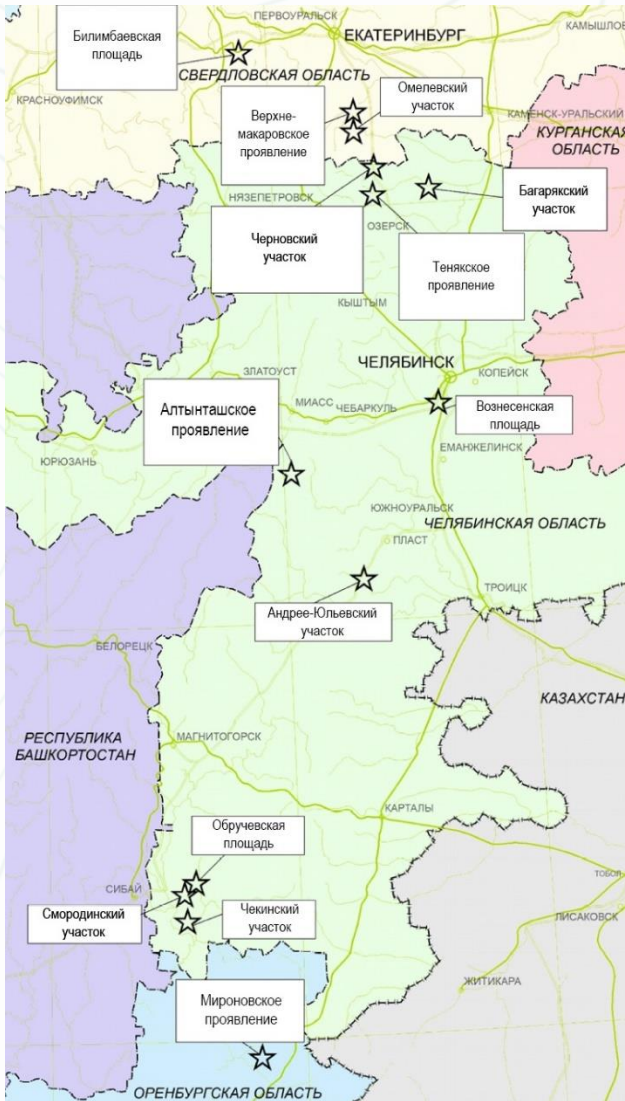 ПЕРВОУРАЛЬСК
КАМЫШЛОВ
Билимбаевская
площадь
ЕКАТЕРИНБУРГ
СВЕРДЛОВСКАЯ ОБЛАСТЬ
КРАСНОУФИМСК
Омелевский
участок
Верхне-
макаровское
проявление
КАМЕНСК-УРАЛЬСКИЙ
КУРГАНСКАЯ
ОБЛАСТЬ
НЯЗЕПЕТРОВСК
Багарякский
участок
Черновский
участок
ОЗЕРСК
Тенякское
проявление
КЫШТЫМ
ЧЕЛЯБИНСК
КОПЕЙСК
ЗЛАТОУСТ
МИАСС
ЧЕБАРКУЛЬ
Алтынташское
проявление
Вознесенская
площадь
ЮРЮЗАНЬ
ЕМАНЖЕЛИНСК
ЮЖНОУРАЛЬСК
ЧЕЛЯБИНСКАЯ ОБЛАСТЬ
ПЛАСТ
ТРОИЦК
Андрее-Юльевский
участок
БЕЛОРЕЦК
КАЗАХСТАН
РЕСПУБЛИКА
БАШКОРТОСТАН
МАГНИТОГОРСК
КАРТАЛЫ
Обручевская
площадь
СИБАЙ
ТОБОЛ
Смородинский
участок
Чекинский
участок
ЛИСАКОВСК
ЖИТИКАРА
Мироновское
проявление
ОРЕНБУРГСКАЯ ОБЛАСТЬ